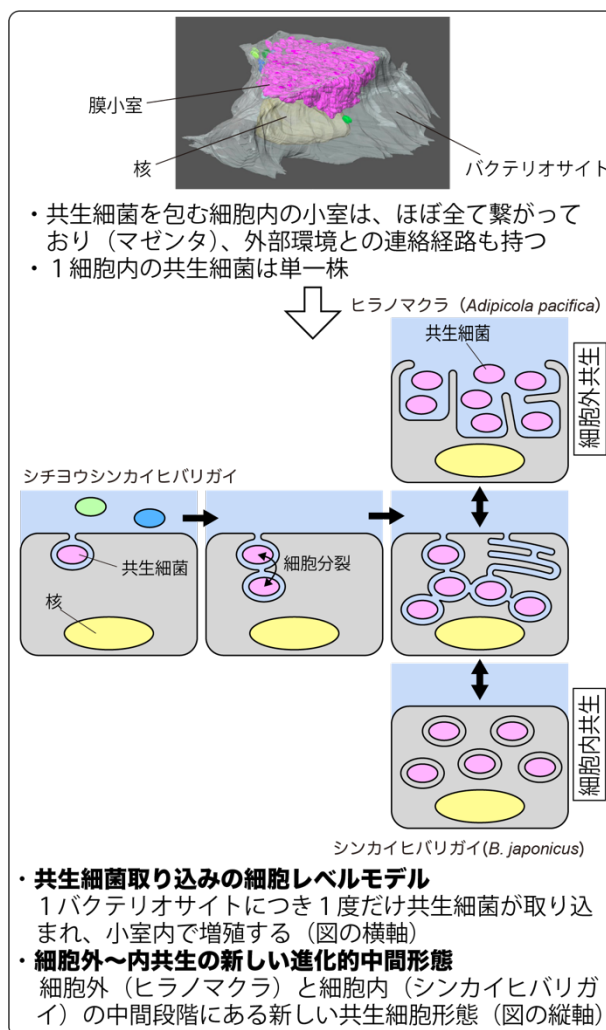 膜小室
核
バクテリオサイト
・共生細菌を包む細胞内の小室は、ほぼ全て繋がって
おり（マゼンタ）、外部環境との連絡経路も持つ
・１細胞内の共生細菌は単一株
ヒラノマクラ（Adipicola pacifica）
共生細菌
細胞外共生
シチヨウシンカイヒバリガイ
共生細菌
核
細胞分裂
細胞内共生
シンカイヒバリガイ(B. japonicus)
・共生細菌取り込みの細胞レベルモデル
１バクテリオサイトにつき１度だけ共生細菌が取り込
まれ、小室内で増殖する（図の横軸）
・細胞外〜内共生の新しい進化的中間形態
細胞外（ヒラノマクラ）と細胞内（シンカイヒバリガ
イ）の中間段階にある新しい共生細胞形態（図の縦軸）